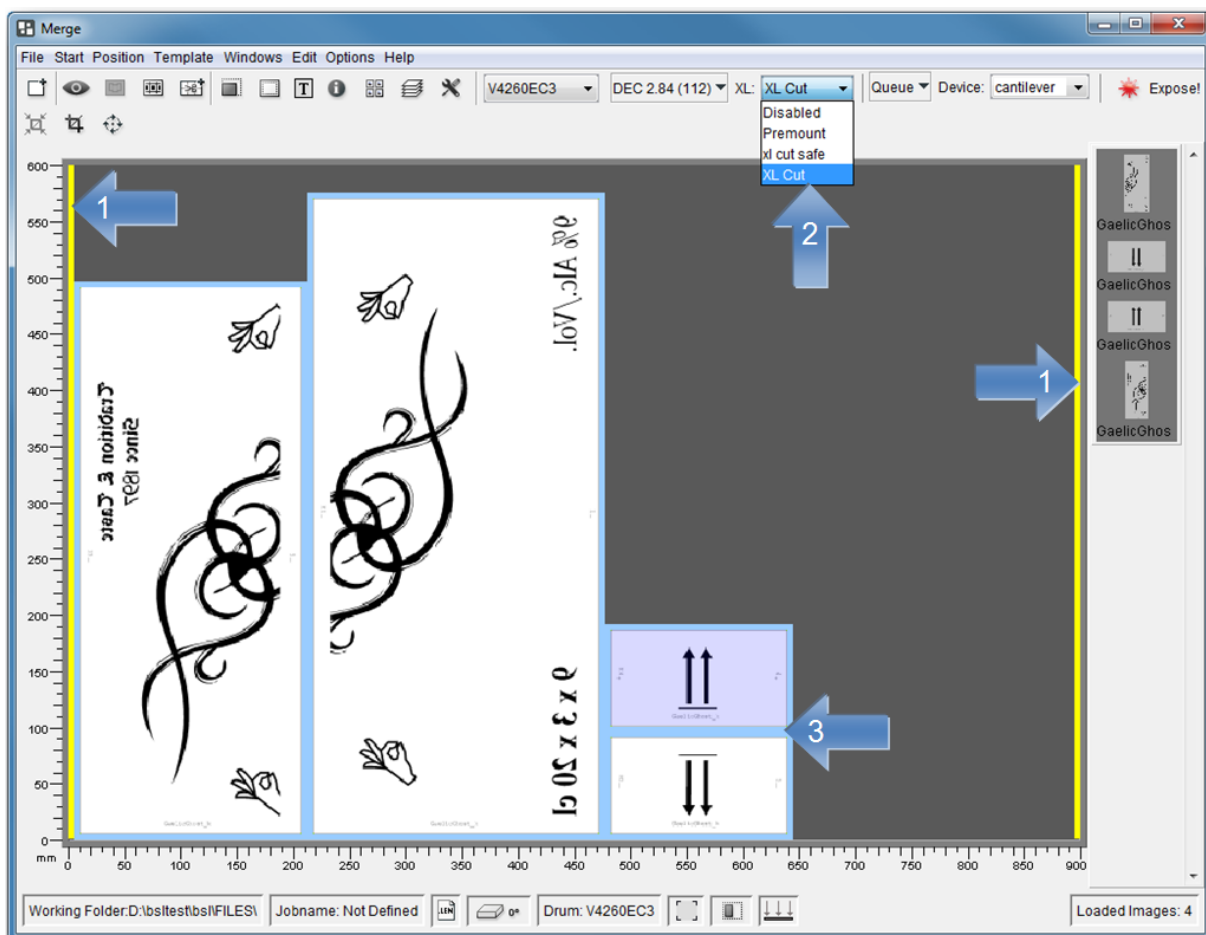 Merge
File Start Position Template Windows Edit Options Help
V4260EC3 DEC 2.84 (112) XL: XL Cut Queue Device: cantilever Expose!
Disabled
Premount
xl cut safe
XL Cut
1
2
600
550
500
450
400
350
300
250
200
150
100
50
0
mm
0 50 100 150 200 250 300 350 400 450 500 550 600 650 700 750 800 850 900
9% Alc./Vol.
Tradition & Taste
Since 1897
9 x 3 x 20 cl
GaelicGhost_c
3
GaelicGhos
GaelicGhos
GaelicGhos
GaelicGhos
1
Working Folder:D:\bsltest\bsl\FILES\ Jobname: Not Defined .LEN 0° Drum: V4260EC3 Loaded Images: 4